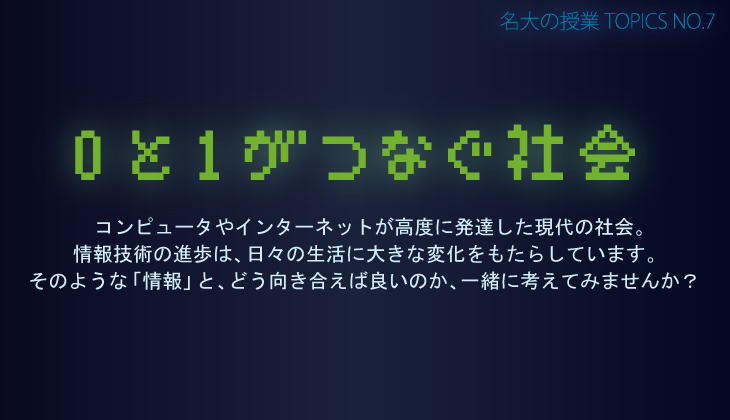 名大の授業 TOPICS NO.7
0と1がつなぐ社会
コンピュータやインターネットが高度に発達した現代の社会。
情報技術の進歩は、日々の生活に大きな変化をもたらしています。
そのような「情報」と、どう向き合えば良いのか、一緒に考えてみませんか？